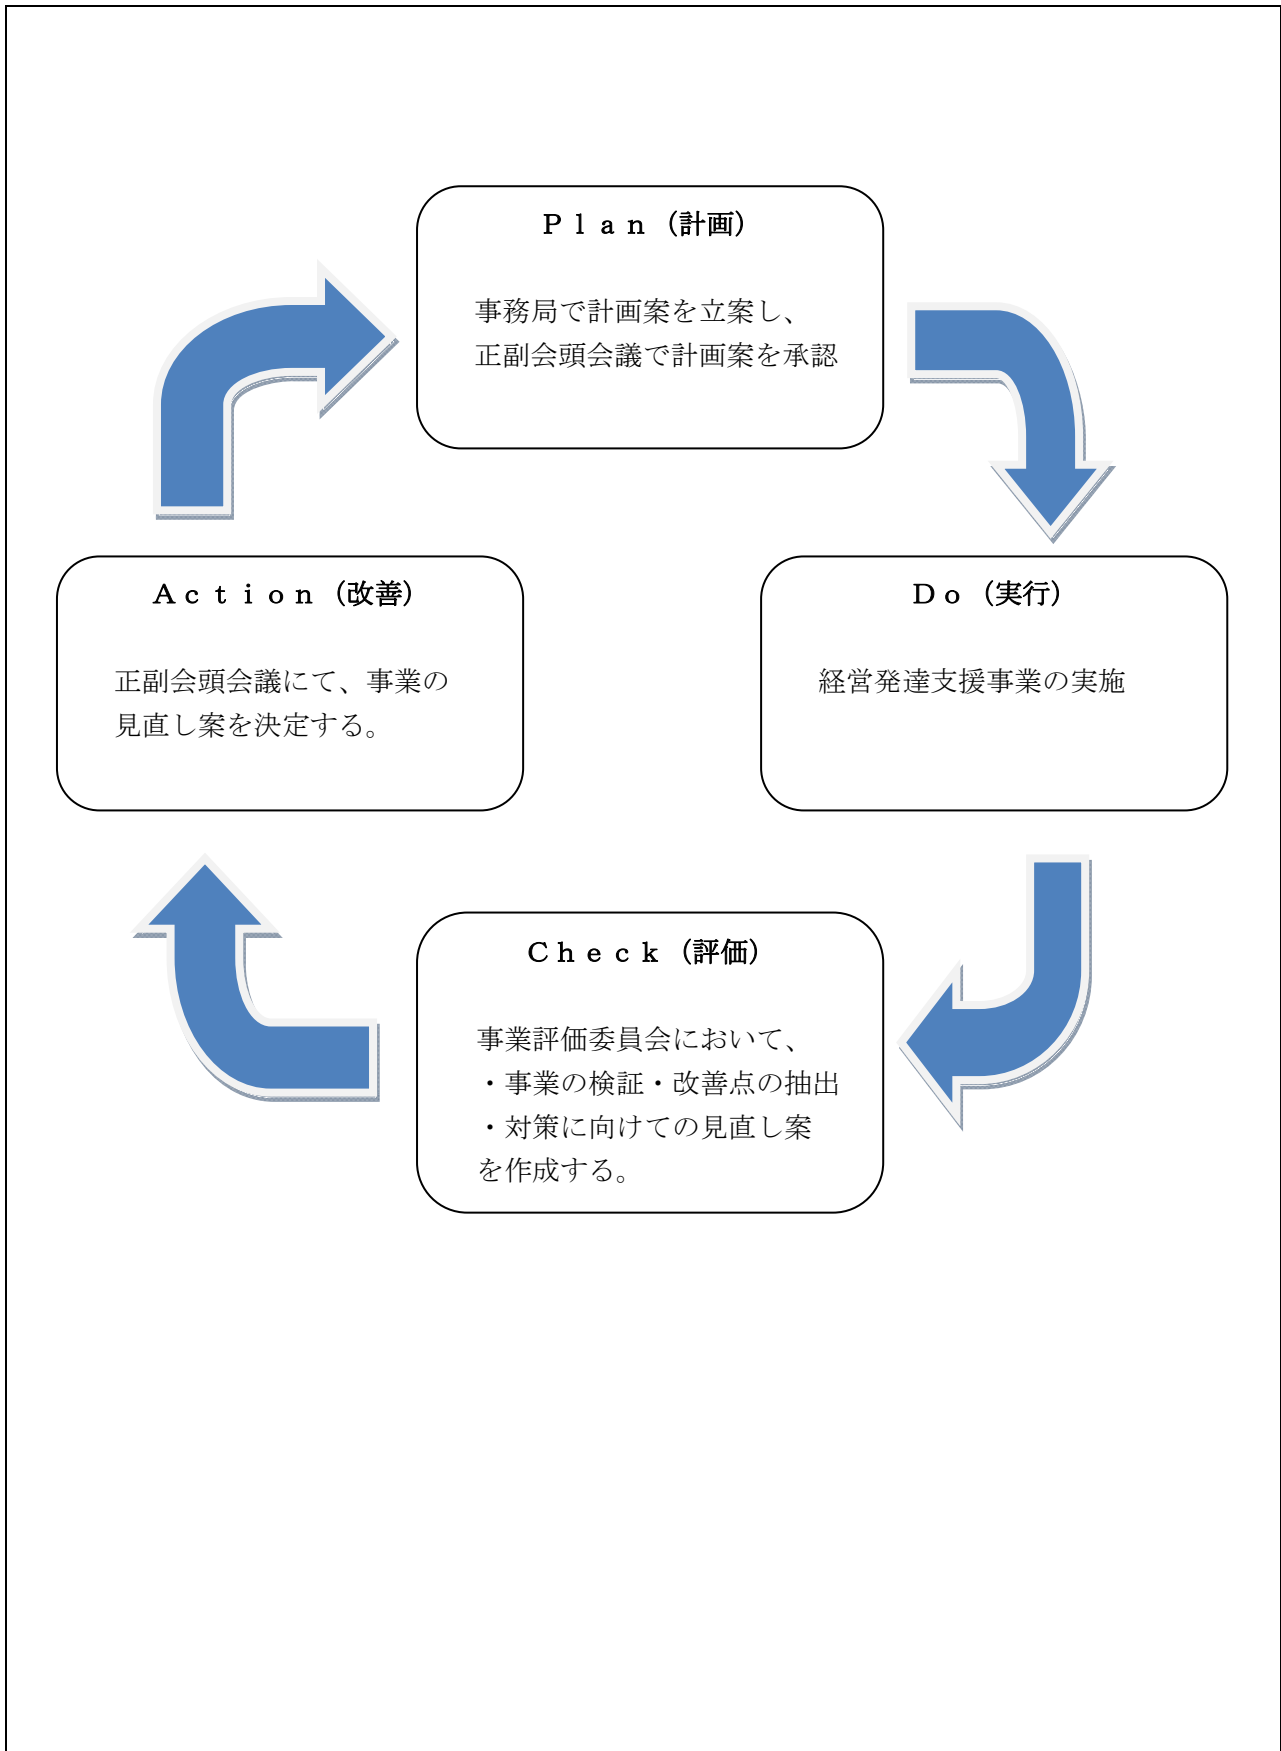 Ｐｌａｎ（計画）
事務局で計画案を立案し、
正副会頭会議で計画案を承認
Ｄｏ（実行）
経営発達支援事業の実施
Ｃｈｅｃｋ（評価）
事業評価委員会において、
・事業の検証・改善点の抽出
・対策に向けての見直し案
を作成する。
Ａｃｔｉｏｎ（改善）
正副会頭会議にて、事業の
見直し案を決定する。